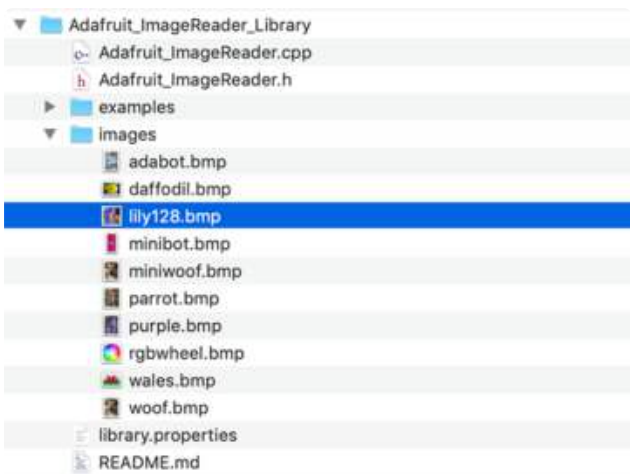 Adafruit_ImageReader_Library
Adafruit_ImageReader.cpp
Adafruit_ImageReader.h
examples
images
adabot.bmp
daffodil.bmp
lily128.bmp
minibot.bmp
miniwoof.bmp
parrot.bmp
purple.bmp
rgbwheel.bmp
wales.bmp
woof.bmp
library.properties
README.md